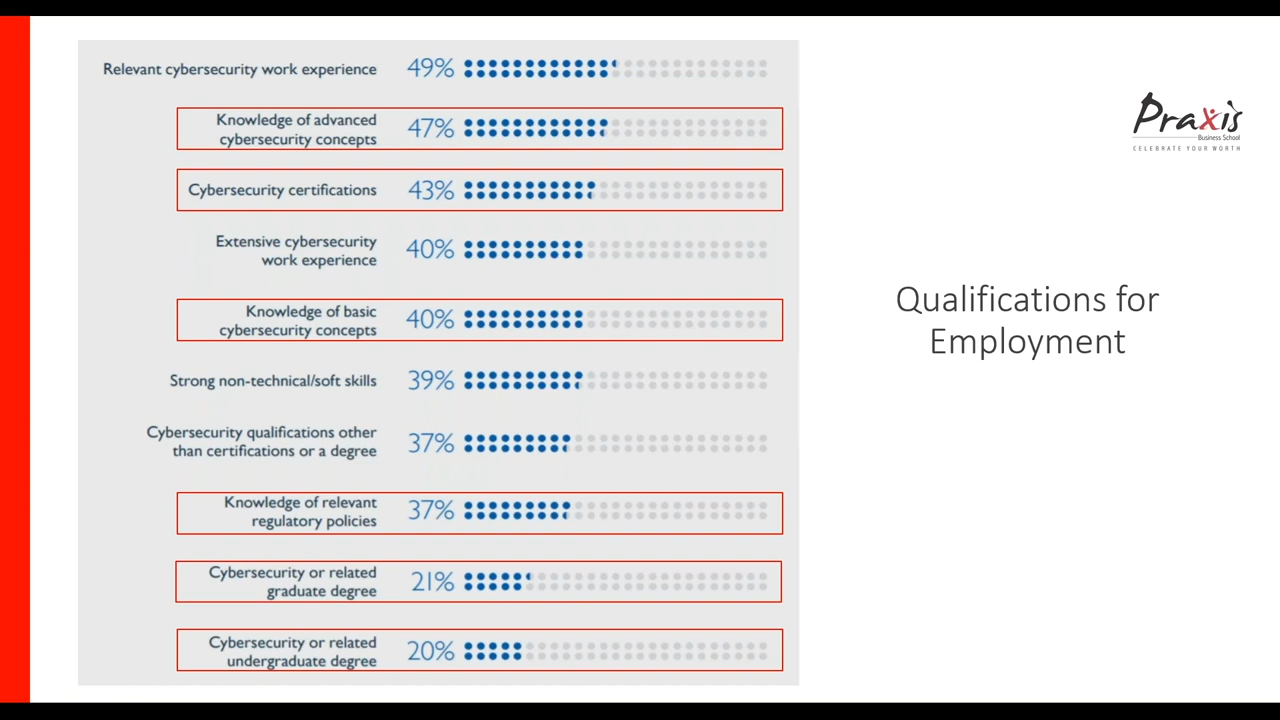 Relevant cybersecurity work experience 49%
Knowledge of advanced
cybersecurity concepts 47%
Cybersecurity certifications 43%
Extensive cybersecurity
work experience 40%
Knowledge of basic
cybersecurity concepts 40%
Strong non-technical/soft skills 39%
Cybersecurity qualifications other
than certifications or a degree 37%
Knowledge of relevant
regulatory policies 37%
Cybersecurity or related
graduate degree 21%
Cybersecurity or related
undergraduate degree 20%
Praxis
Business School
CELEBRATE YOUR WORTH
Qualifications for
Employment